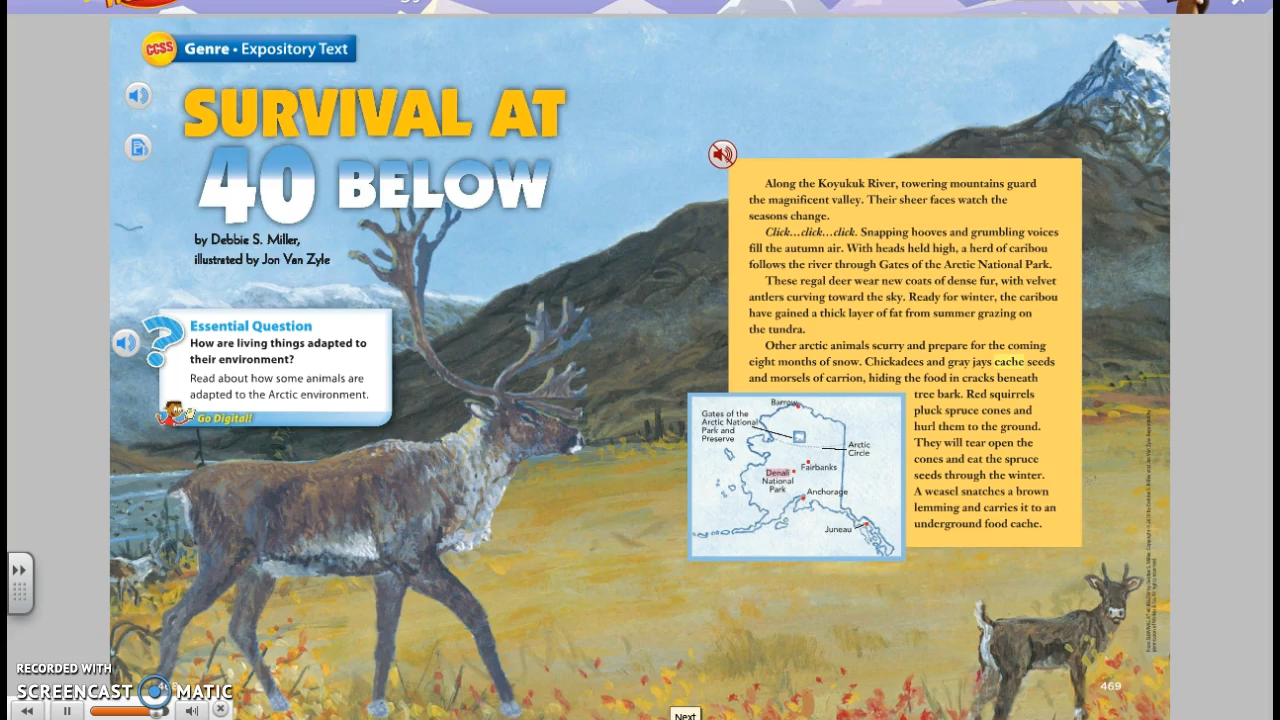 CCSS Genre • Expository Text
SURVIVAL AT
40 BELOW
by Debbie S. Miller,
illustrated by Jon Van Zyle
Essential Question
How are living things adapted to
their environment?
Read about how some animals are
adapted to the Arctic environment.
Go Digital!
Along the Koyukuk River, towering mountains guard
the magnificent valley. Their sheer faces watch the
seasons change.
Click...click...click. Snapping hooves and grumbling voices
fill the autumn air. With heads held high, a herd of caribou
follows the river through Gates of the Arctic National Park.
These regal deer wear new coats of dense fur, with velvet
antlers curving toward the sky. Ready for winter, the caribou
have gained a thick layer of fat from summer grazing on
the tundra.
Other arctic animals scurry and prepare for the coming
eight months of snow. Chickadees and gray jays cache seeds
and morsels of carrion, hiding the food in cracks beneath
tree bark. Red squirrels
pluck spruce cones and
hurl them to the ground.
They will tear open the
cones and eat the spruce
seeds through the winter.
A weasel snatches a brown
lemming and carries it to an
underground food cache.
Barrow
Gates of the
Arctic National
Park and
Preserve
Arctic
Circle
Fairbanks
Denali
National
Park
Anchorage
Juneau
469
RECORDED WITH
SCREENCAST MATIC
Next